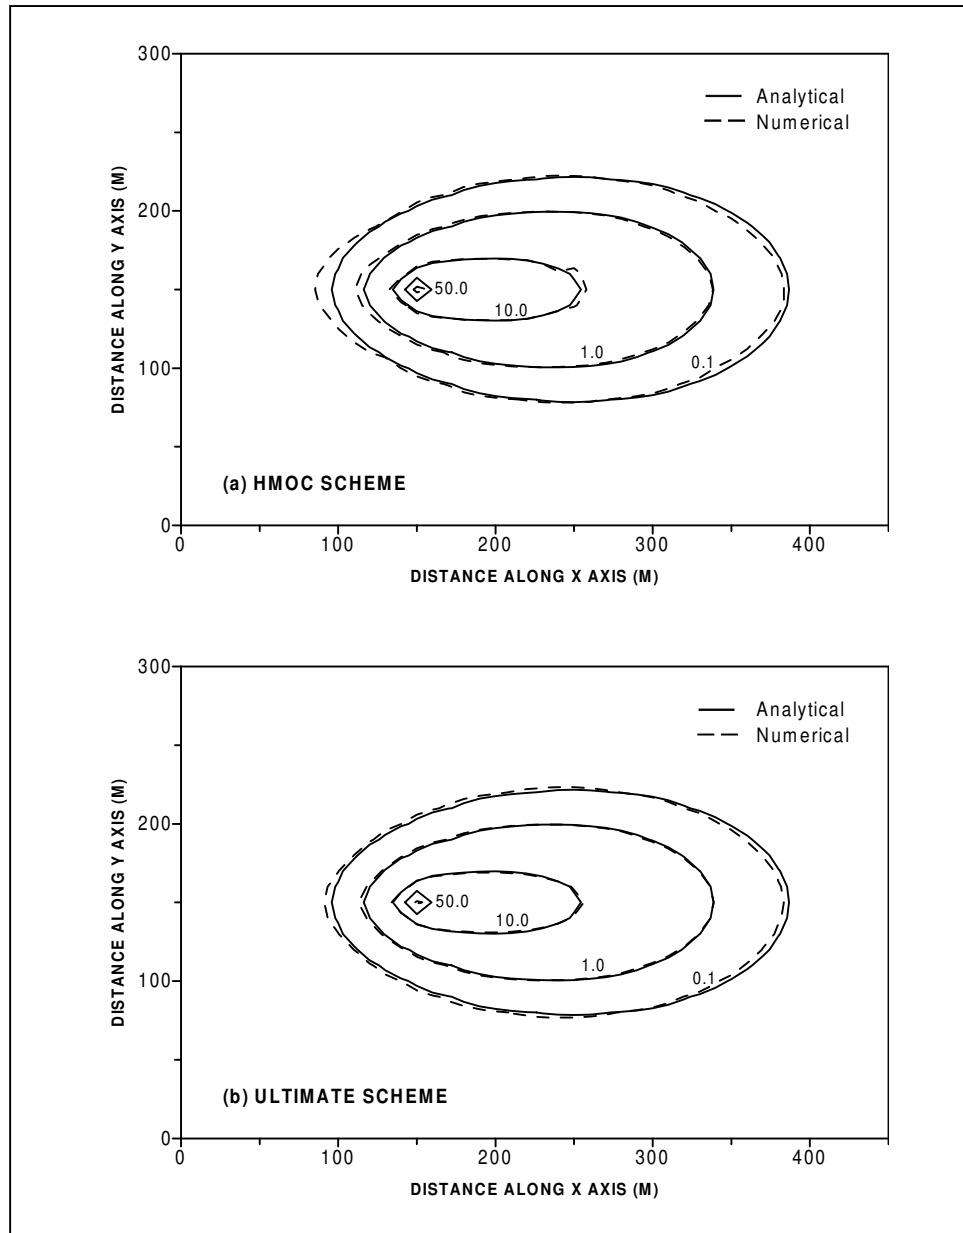 300
200
100
0
DISTANCE ALONG Y AXIS (M)
Analytical
Numerical
50.0
10.0
1.0
0.1
(a) HMOC SCHEME
0 100 200 300 400
DISTANCE ALONG X AXIS (M)
300
200
100
0
DISTANCE ALONG Y AXIS (M)
Analytical
Numerical
50.0
10.0
1.0
0.1
(b) ULTIMATE SCHEME
0 100 200 300 400
DISTANCE ALONG X AXIS (M)